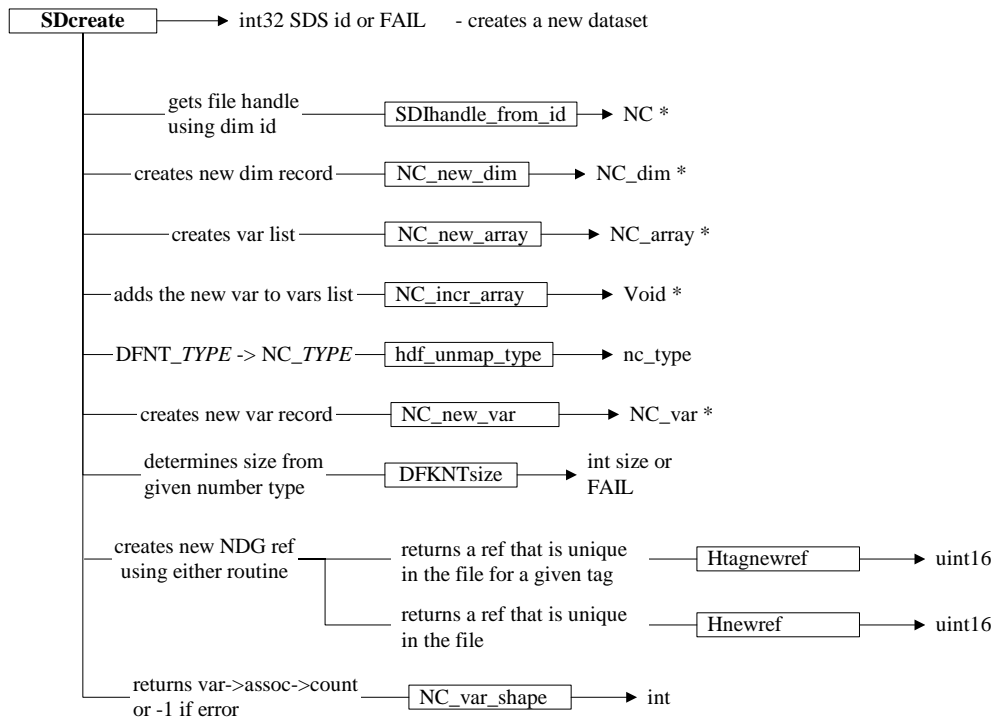 SDcreate int32 SDS id or FAIL - creates a new dataset
gets file handle
using dim id
SDIhandle_from_id NC *
creates new dim record NC_new_dim NC_dim *
creates var list NC_new_array NC_array *
adds the new var to vars list NC_incr_array Void *
DFNT_TYPE -> NC_TYPE hdf_unmap_type nc_type
creates new var record NC_new_var NC_var *
determines size from
given number type
DFKNTsize
int size or
FAIL
creates new NDG ref
using either routine
returns a ref that is unique
in the file for a given tag
Htagnewref uint16
returns a ref that is unique
in the file
Hnewref uint16
returns var->assoc->count
or -1 if error
NC_var_shape int